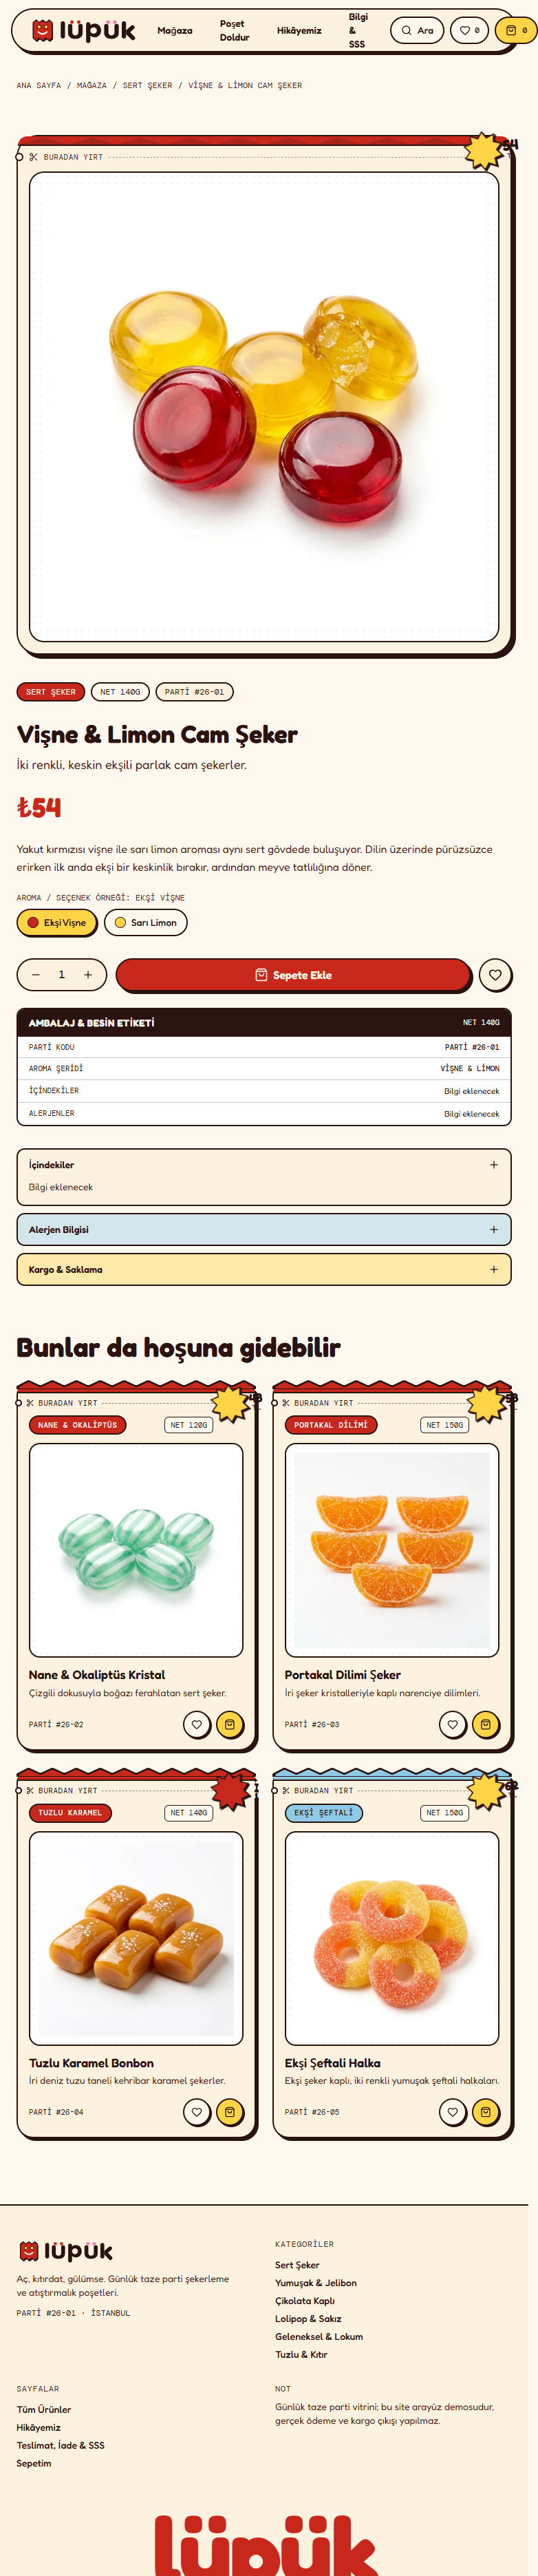 lüpük
Mağaza
Poşet
Doldur
Hikâyemiz
Bilgi
&
SSS
Ara
0
0
ANA SAYFA / MAĞAZA / SERT ŞEKER / VİŞNE & LİMON CAM ŞEKER
BURADAN YIRT
54
SERT ŞEKER
NET 140G
PARTİ #26-01
Vişne & Limon Cam Şeker
İki renkli, keskin ekşili parlak cam şekerler.
₺54
Yakut kırmızısı vişne ile sarı limon aroması aynı sert gövdede buluşuyor. Dilin üzerinde pürüzsüzce
erirken ilk anda ekşi bir keskinlik bırakır, ardından meyve tatlılığına döner.
AROMA / SEÇENEK ÖRNEĞİ: EKŞİ VİŞNE
Ekşi Vişne
Sarı Limon
− 1 +
Sepete Ekle
AMBALAJ & BESİN ETİKETİ
NET 140G
PARTİ KODU
PARTİ #26-01
AROMA ŞERİDİ
VİŞNE & LİMON
İÇİNDEKİLER
Bilgi eklenecek
ALERJENLER
Bilgi eklenecek
İçindekiler
+
Bilgi eklenecek
Alerjen Bilgisi
+
Kargo & Saklama
+
Bunlar da hoşuna gidebilir
BURADAN YIRT
NANE & OKALİPTÜS
NET 120G
Nane & Okaliptüs Kristal
Çizgili dokusuyla boğazı ferahlatan sert şeker.
PARTİ #26-02
BURADAN YIRT
PORTAKAL DİLİMİ
NET 150G
Portakal Dilimi Şeker
İri şeker kristalleriyle kaplı narenciye dilimleri.
PARTİ #26-03
BURADAN YIRT
TUZLU KARAMEL
NET 140G
Tuzlu Karamel Bonbon
İri deniz tuzu taneli kehribar karamel şekerler.
PARTİ #26-04
BURADAN YIRT
EKŞİ ŞEFTALİ
NET 150G
Ekşi Şeftali Halka
Ekşi şeker kaplı, iki renkli yumuşak şeftali halkaları.
PARTİ #26-05
lüpük
Aç, kıtırdat, gülümse. Günlük taze parti şekerleme
ve atıştırmalık poşetleri.
PARTİ #26-01 · İSTANBUL
KATEGORİLER
Sert Şeker
Yumuşak & Jelibon
Çikolata Kaplı
Lolipop & Sakız
Geleneksel & Lokum
Tuzlu & Kıtır
SAYFALAR
Tüm Ürünler
Hikâyemiz
Teslimat, İade & SSS
Sepetim
NOT
Günlük taze parti vitrini; bu site arayüz demosudur,
gerçek ödeme ve kargo çıkışı yapılmaz.
lüpük